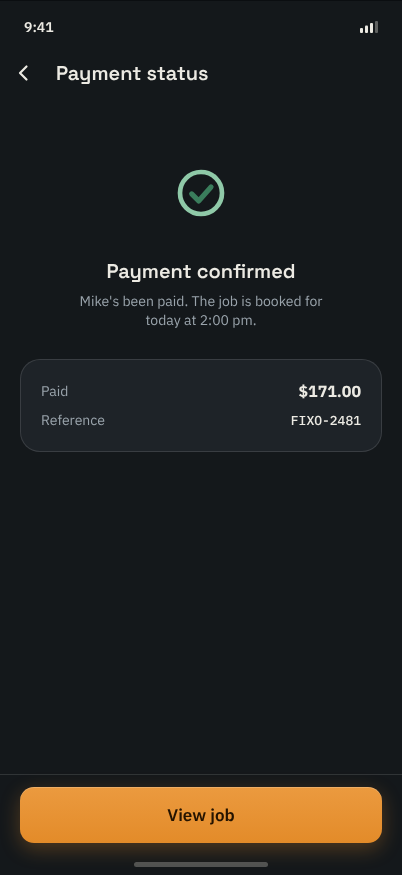 9:41
Payment status
Payment confirmed
Mike's been paid. The job is booked for
today at 2:00 pm.
Paid $171.00
Reference FIXO-2481
View job